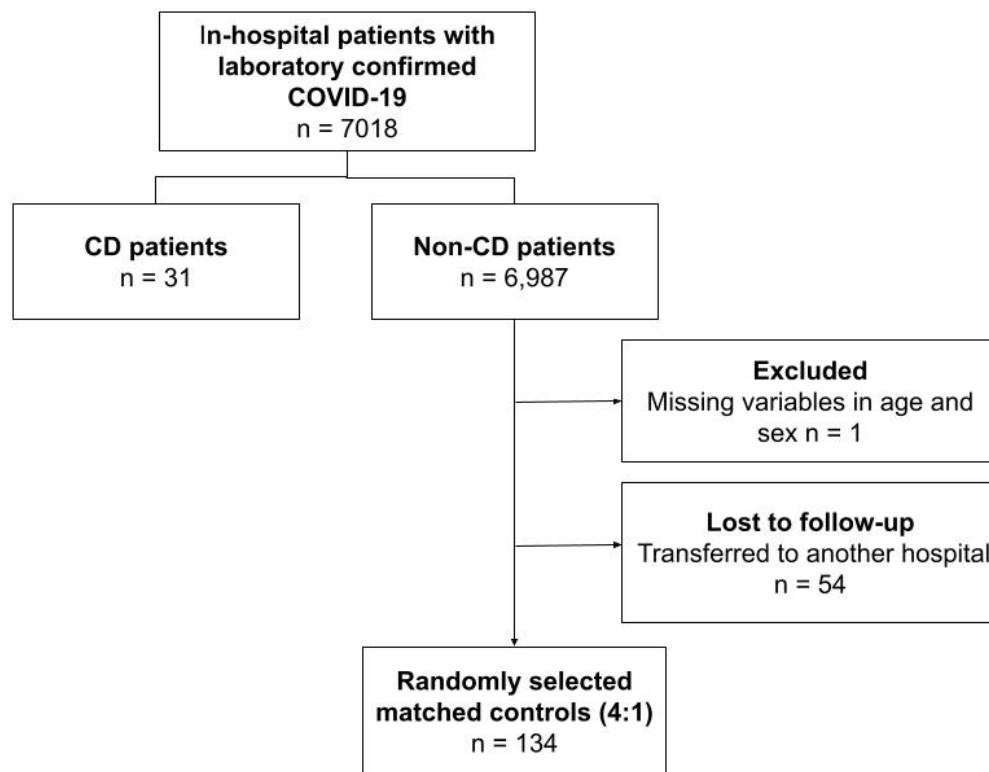 In-hospital patients with
laboratory confirmed
COVID-19
n = 7018
CD patients
n = 31
Non-CD patients
n = 6,987
Excluded
Missing variables in age and
sex n = 1
Lost to follow-up
Transferred to another hospital
n = 54
Randomly selected
matched controls (4:1)
n = 134